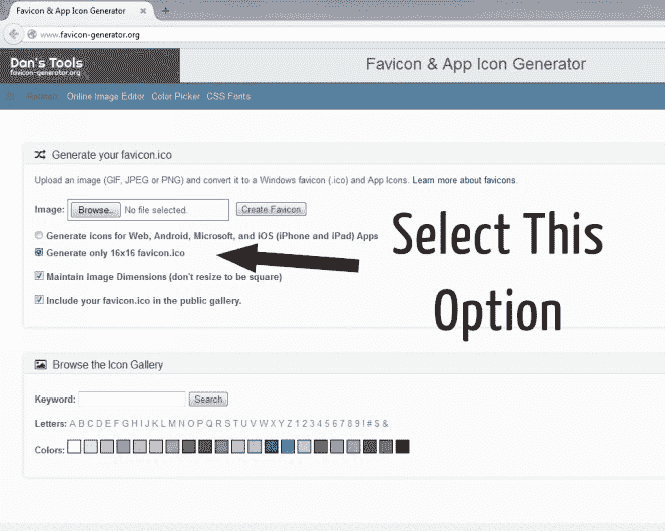 Favicon & App Icon Generator
www.favicon-generator.org
Dan's Tools
favicon-generator.org
Favicon & App Icon Generator
Online Image Editor Color Picker CSS Fonts
Generate your favicon.ico
Upload an image (GIF, JPEG or PNG) and convert it to a Windows favicon (.ico) and App Icons. Learn more about favicons.
Image: Browse.. No file selected. Create Favicon
Generate icons for Web, Android, Microsoft, and iOS (iPhone and iPad) Apps
Generate only 16x16 favicon.ico
Maintain Image Dimensions (don't resize to be square)
Include your favicon.ico in the public gallery.
Select This
Option
Browse the Icon Gallery
Keyword: Search
Letters: A B C D E F G H I J K L M N O P Q R S T U V W X Y Z 1 2 3 4 5 6 7 8 9 ! # $ &
Colors: